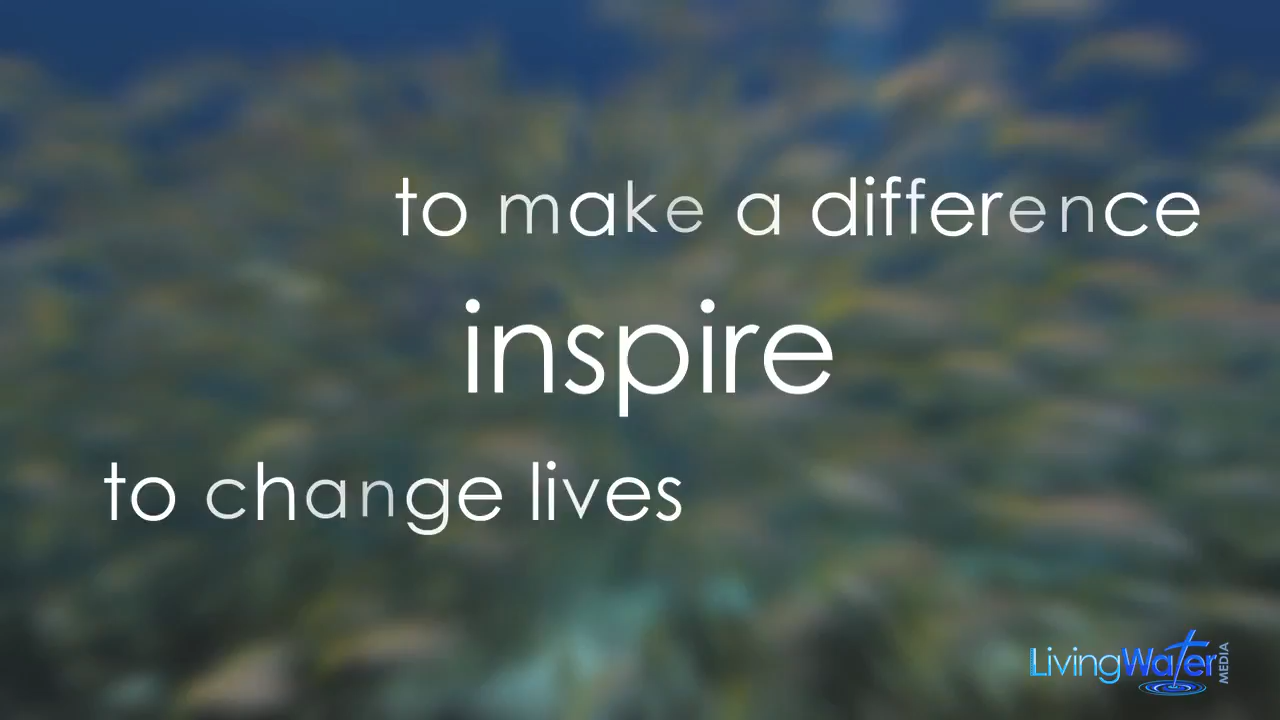 to make a difference
inspire
to change lives
LivingWater MEDIA